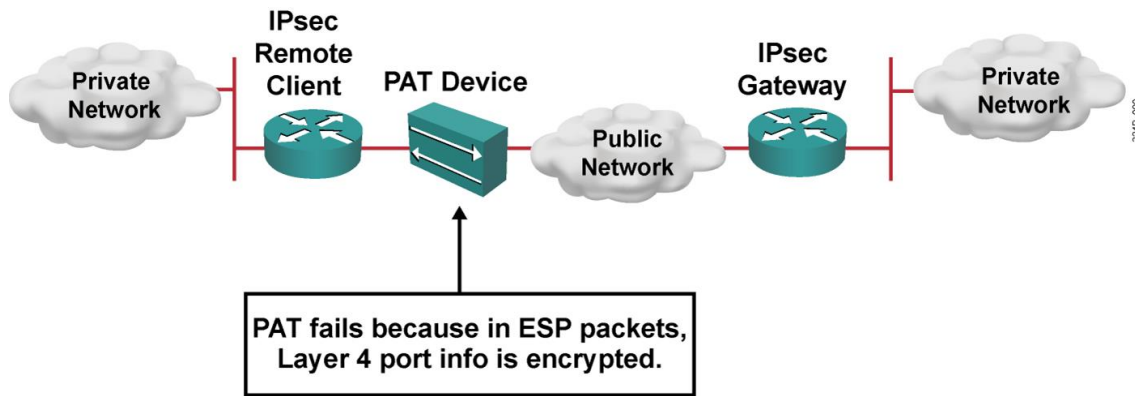 IPsec
Remote
Client
PAT Device
IPsec
Gateway
Private
Network
Public
Network
Private
Network
PAT fails because in ESP packets,
Layer 4 port info is encrypted.